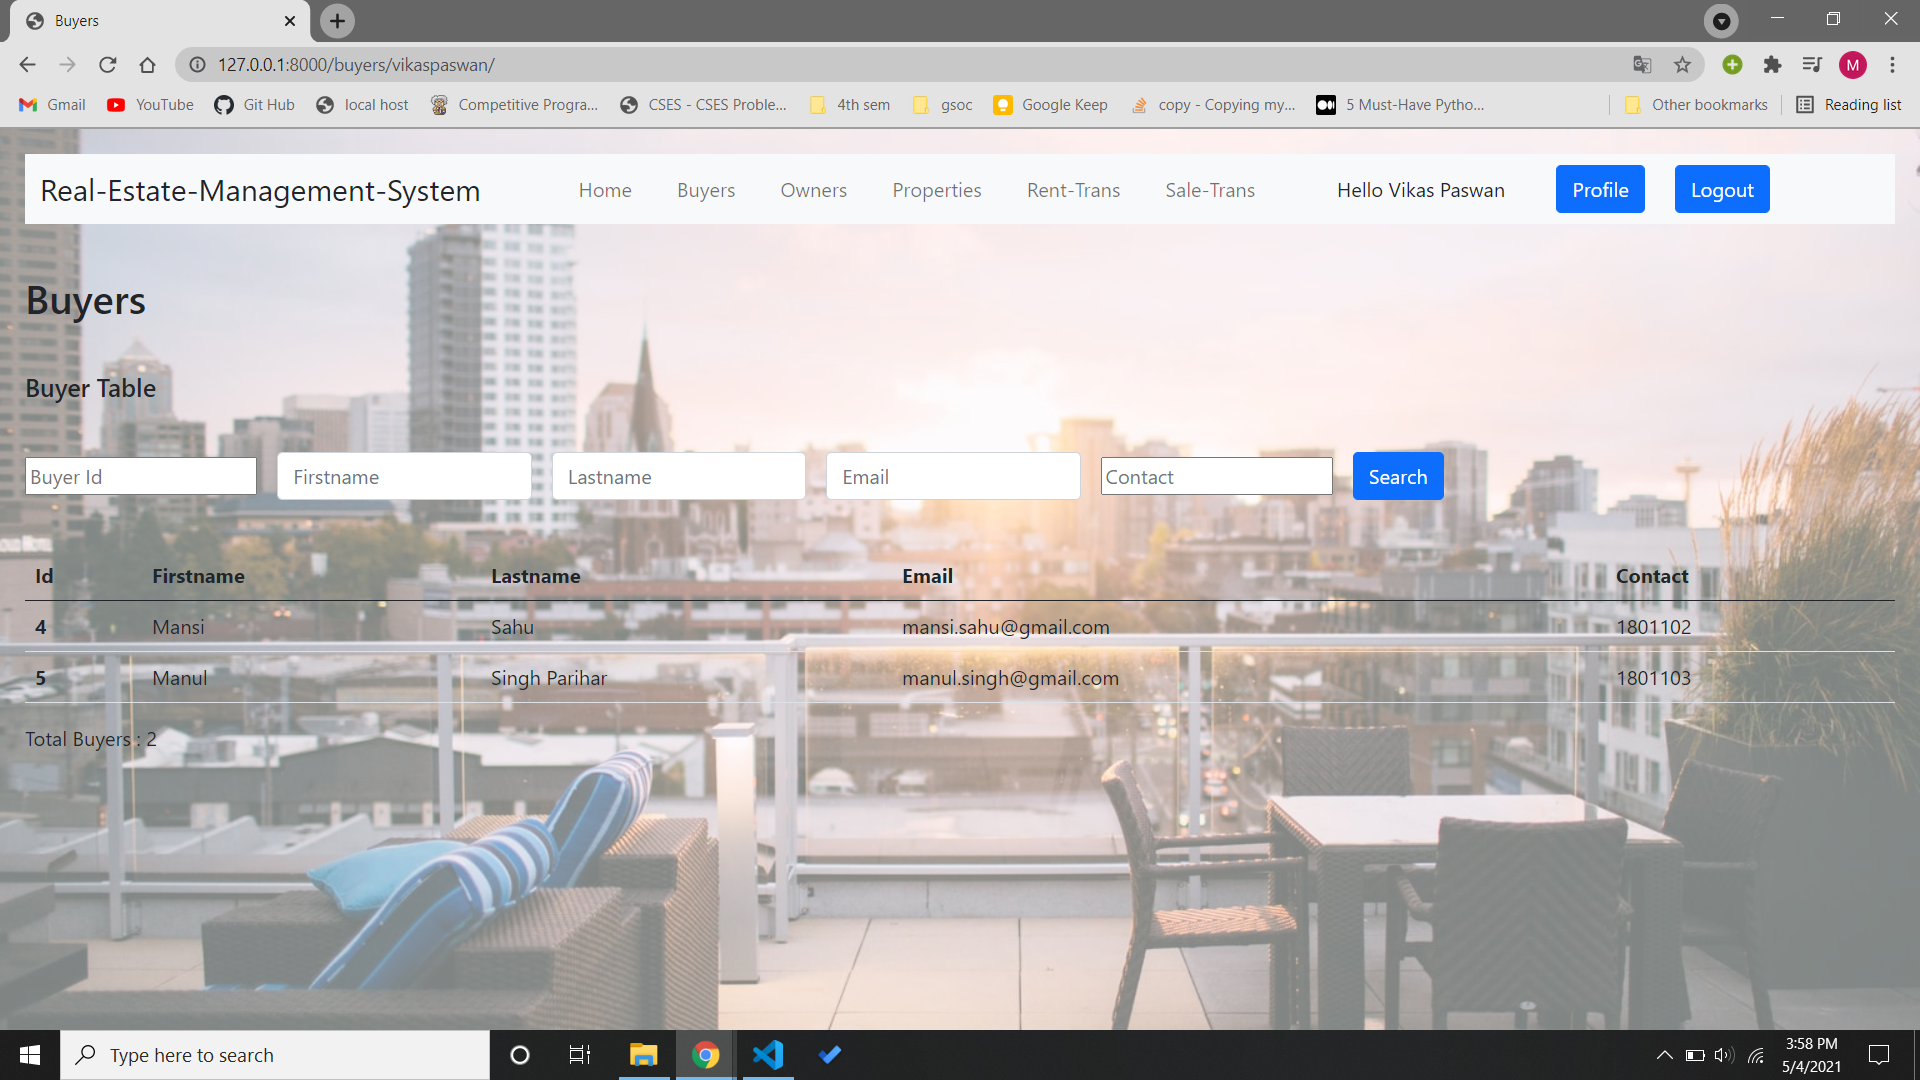 Buyers
127.0.0.1:8000/buyers/vikaspaswan/
M
Gmail YouTube Git Hub local host Competitive Progra... CSES - CSES Proble... 4th sem gsoc Google Keep copy - Copying my... 5 Must-Have Pytho... Other bookmarks Reading list
Real-Estate-Management-System Home Buyers Owners Properties Rent-Trans Sale-Trans Hello Vikas Paswan Profile Logout
Buyers
Buyer Table
Buyer Id Firstname Lastname Email Contact Search
Id Firstname Lastname Email Contact
4 Mansi Sahu mansi.sahu@gmail.com 1801102
5 Manul Singh Parihar manul.singh@gmail.com 1801103
Total Buyers : 2
Type here to search
3:58 PM
5/4/2021